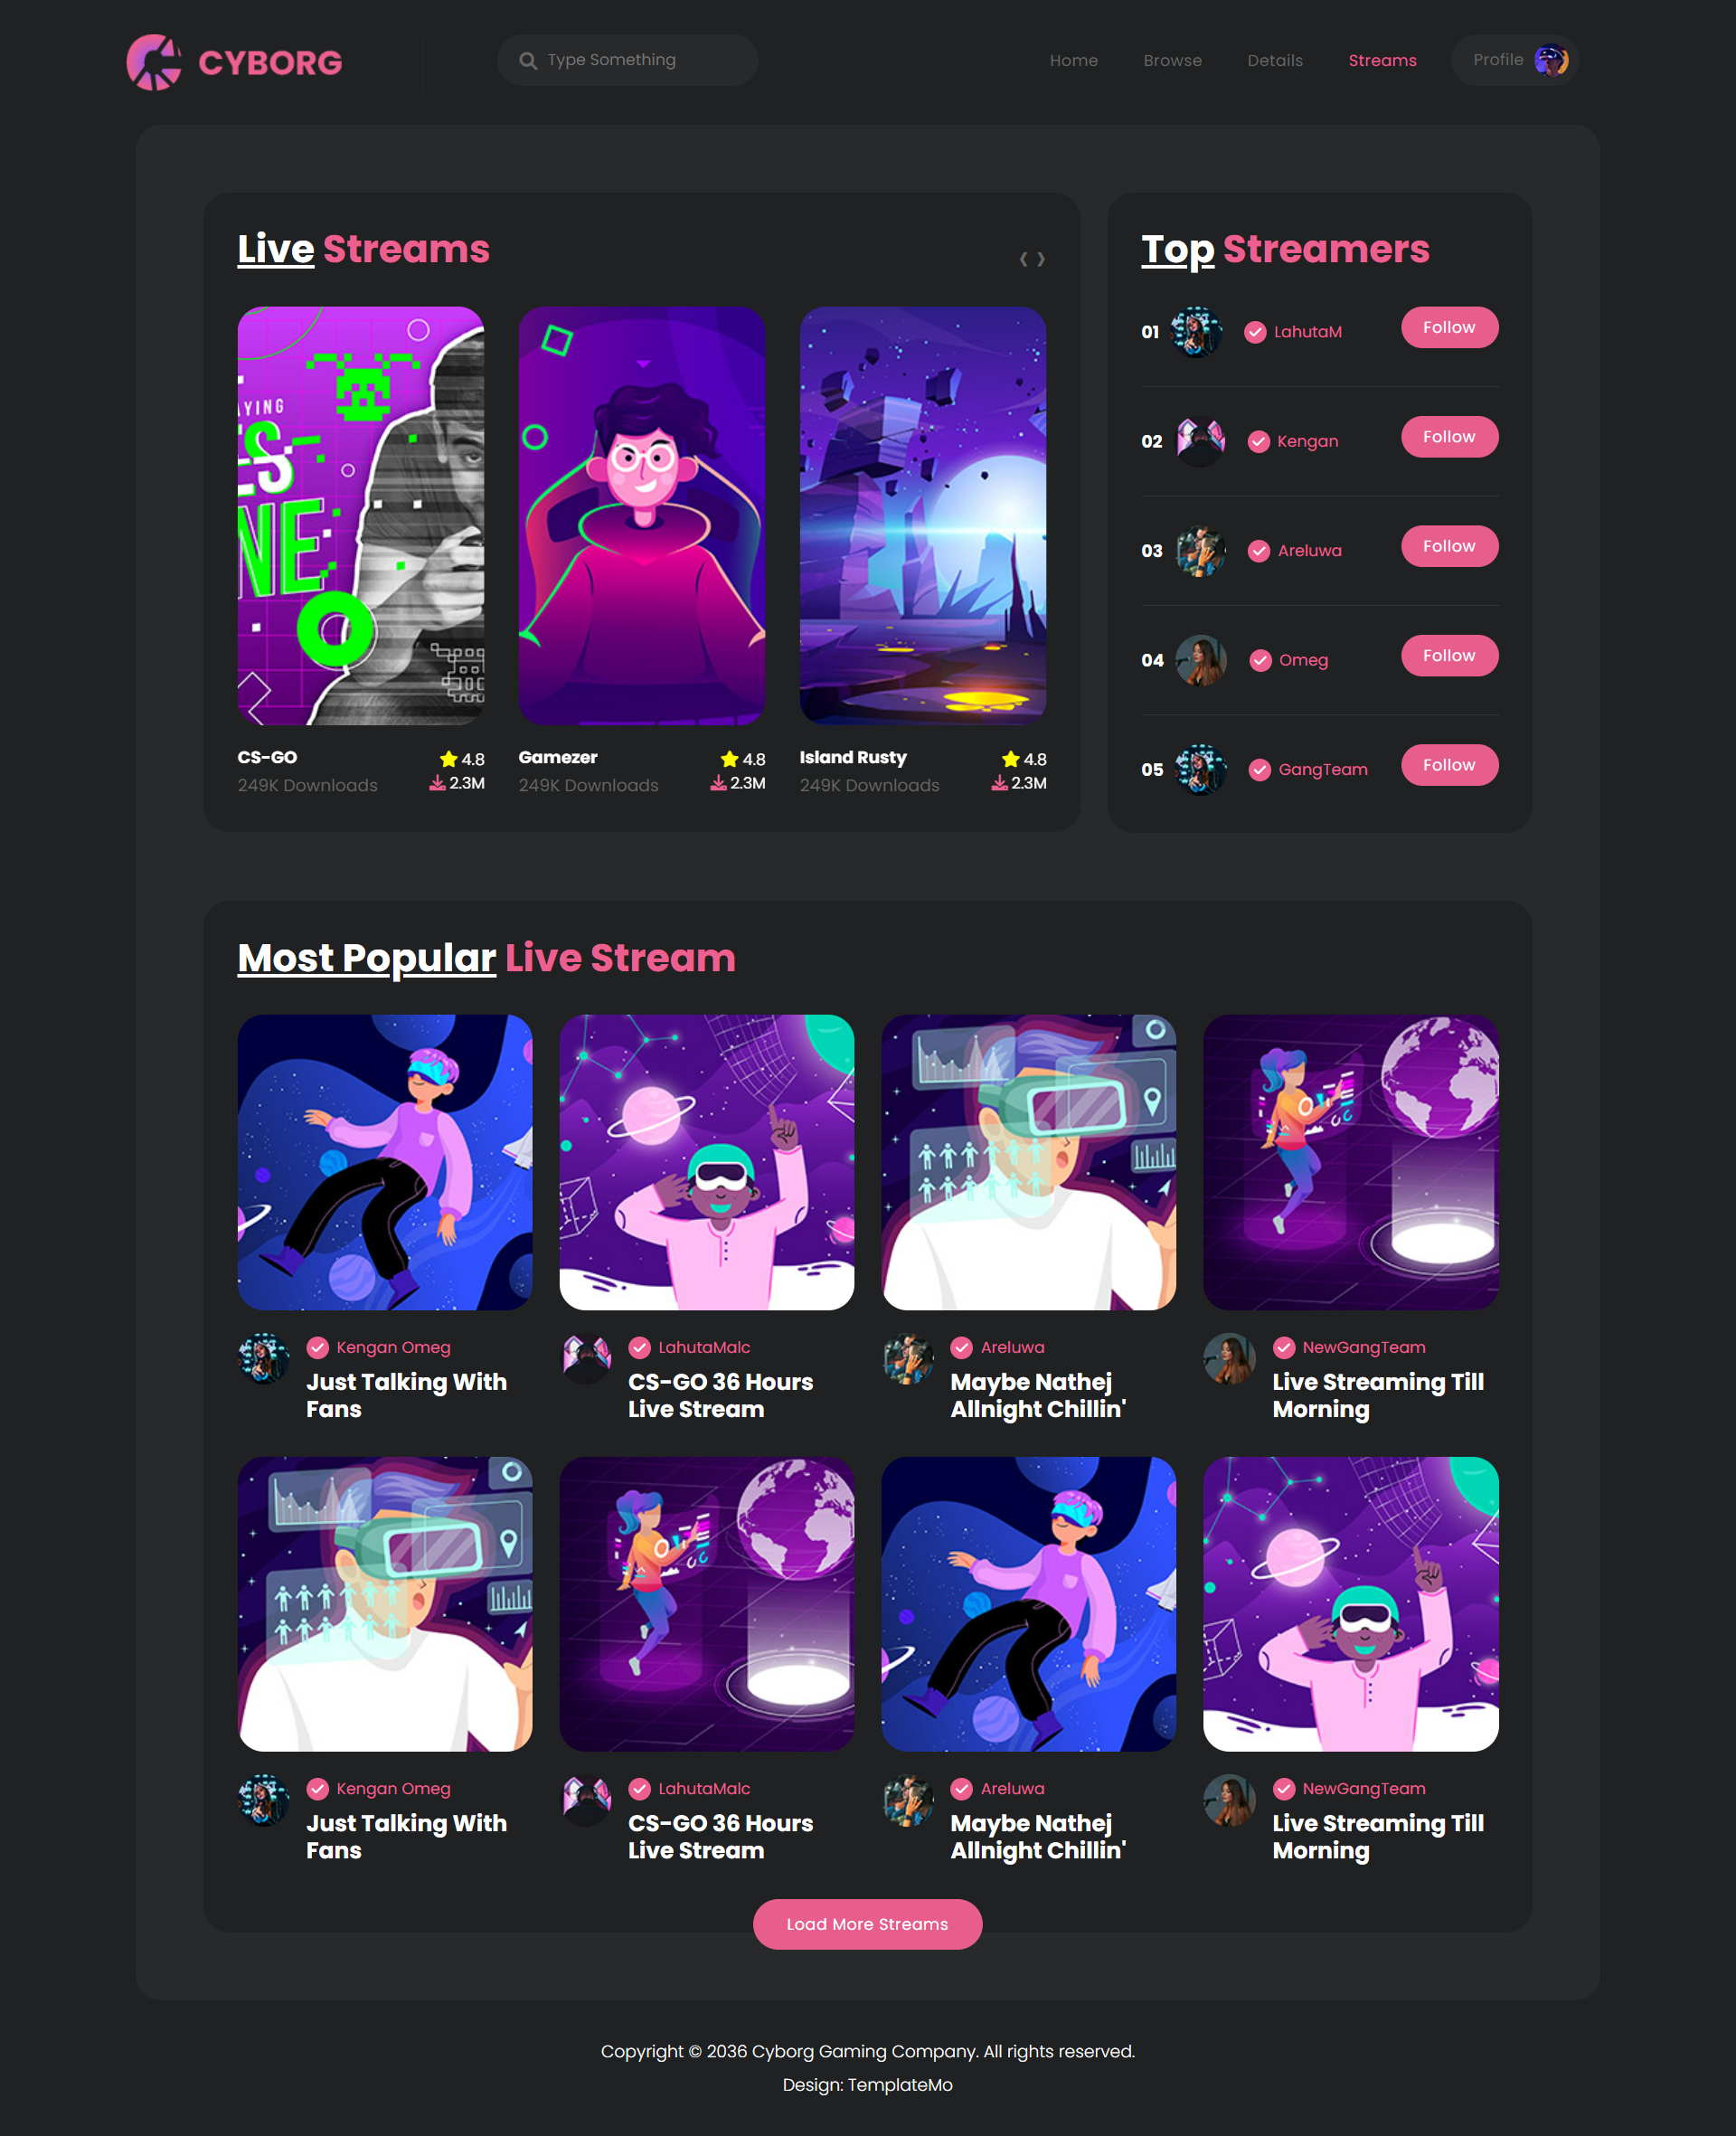 CYBORG
Type Something
Home
Browse
Details
Streams
Profile
Live Streams
YING
ES
NE
CS-GO
249K Downloads
4.8
2.3M
Gamezer
249K Downloads
4.8
2.3M
Island Rusty
249K Downloads
4.8
2.3M
Top Streamers
01 LahutaM Follow
02 Kengan Follow
03 Areluwa Follow
04 Omeg Follow
05 GangTeam Follow
Most Popular Live Stream
Kengan Omeg
Just Talking With
Fans
LahutaMalc
CS-GO 36 Hours
Live Stream
Areluwa
Maybe Nathej
Allnight Chillin'
NewGangTeam
Live Streaming Till
Morning
Kengan Omeg
Just Talking With
Fans
LahutaMalc
CS-GO 36 Hours
Live Stream
Areluwa
Maybe Nathej
Allnight Chillin'
NewGangTeam
Live Streaming Till
Morning
Load More Streams
Copyright © 2036 Cyborg Gaming Company. All rights reserved.
Design: TemplateMo